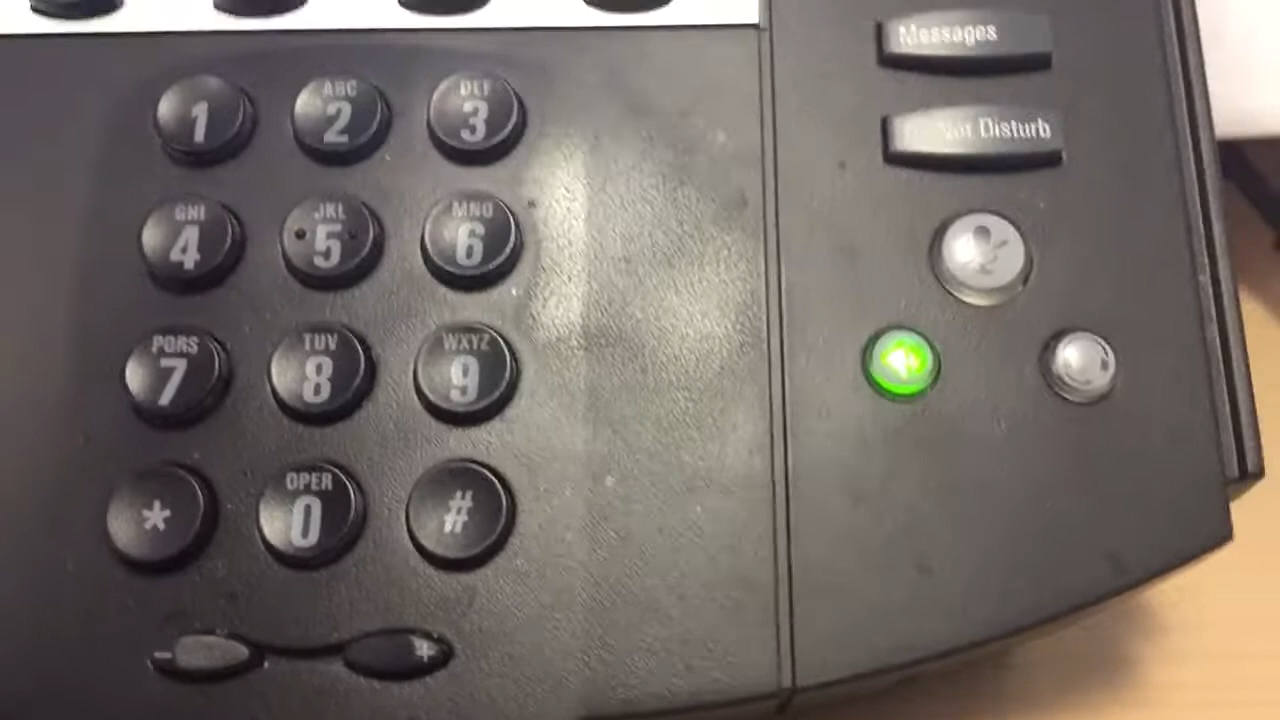 Messages
Disturb
1
ABC
2
DEF
3
GHI
4
JKL
5
MNO
6
PQRS
7
TUV
8
WXYZ
9
*
OPER
0
#
- +